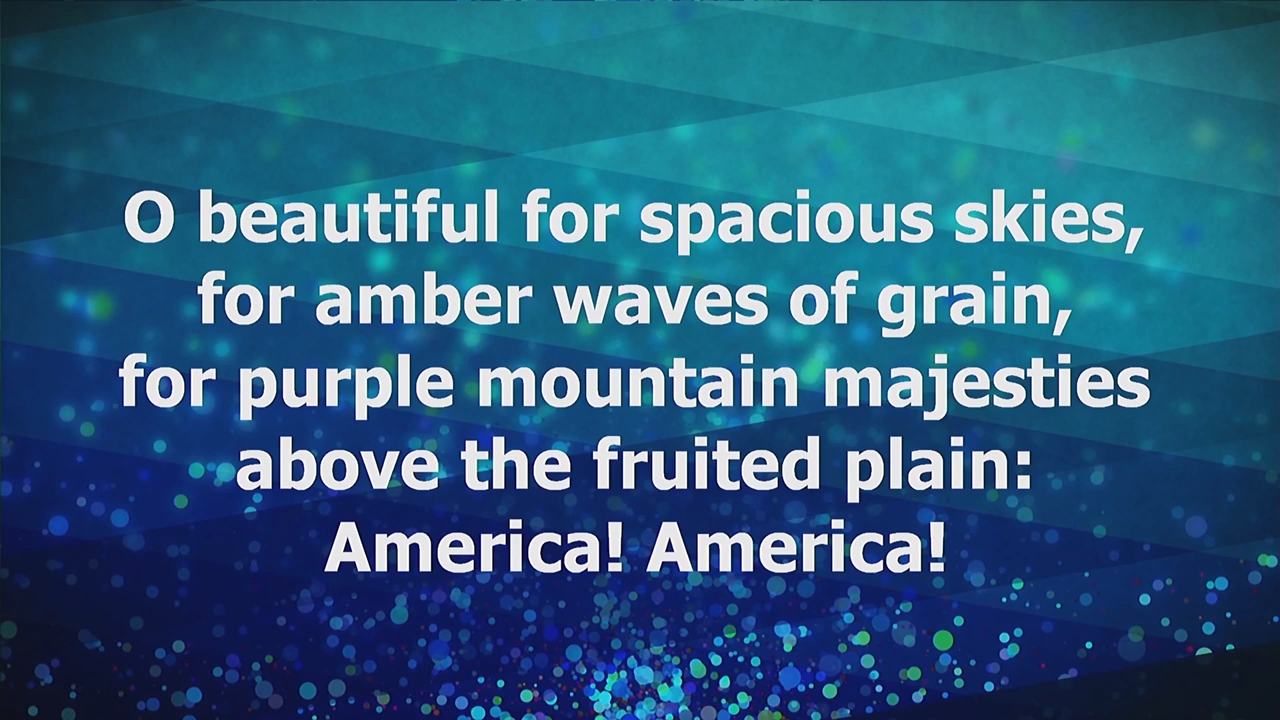 O beautiful for spacious skies,
for amber waves of grain,
for purple mountain majesties
above the fruited plain:
America! America!